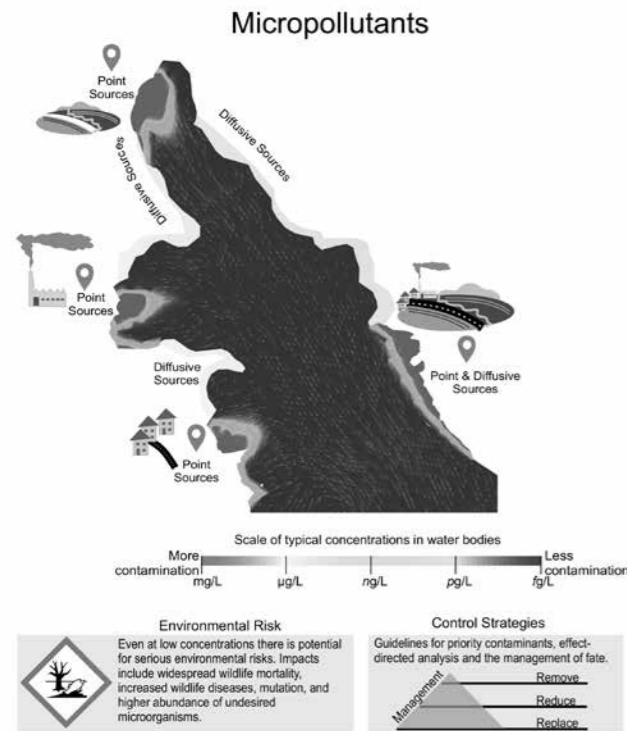 Micropollutants
Point
Sources
Diffusive Sources
Diffusive Sources
Point
Sources
Diffusive
Sources
Point & Diffusive
Sources
Point
Sources
Scale of typical concentrations in water bodies
More
contamination
Less
contamination
mg/L
µg/L
ng/L
pg/L
fg/L
Environmental Risk
Even at low concentrations there is potential
for serious environmental risks. Impacts
include widespread wildlife mortality,
increased wildlife diseases, mutation, and
higher abundance of undesired
microorganisms.
Control Strategies
Guidelines for priority contaminants, effect-
directed analysis and the management of fate.
Management
Remove
Reduce
Replace